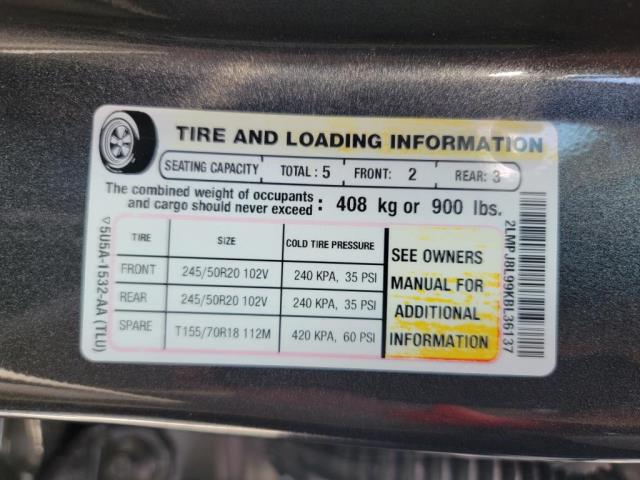 TIRE AND LOADING INFORMATION
SEATING CAPACITY TOTAL : 5 FRONT: 2 REAR: 3
The combined weight of occupants
and cargo should never exceed : 408 kg or 900 lbs.
TIRE SIZE COLD TIRE PRESSURE
FRONT 245/50R20 102V 240 KPA, 35 PSI
REAR 245/50R20 102V 240 KPA, 35 PSI
SPARE T155/70R18 112M 420 KPA, 60 PSI
SEE OWNERS
MANUAL FOR
ADDITIONAL
INFORMATION
5U5A-1532-AA (TLU)
2LMPJ8L99KBL36137